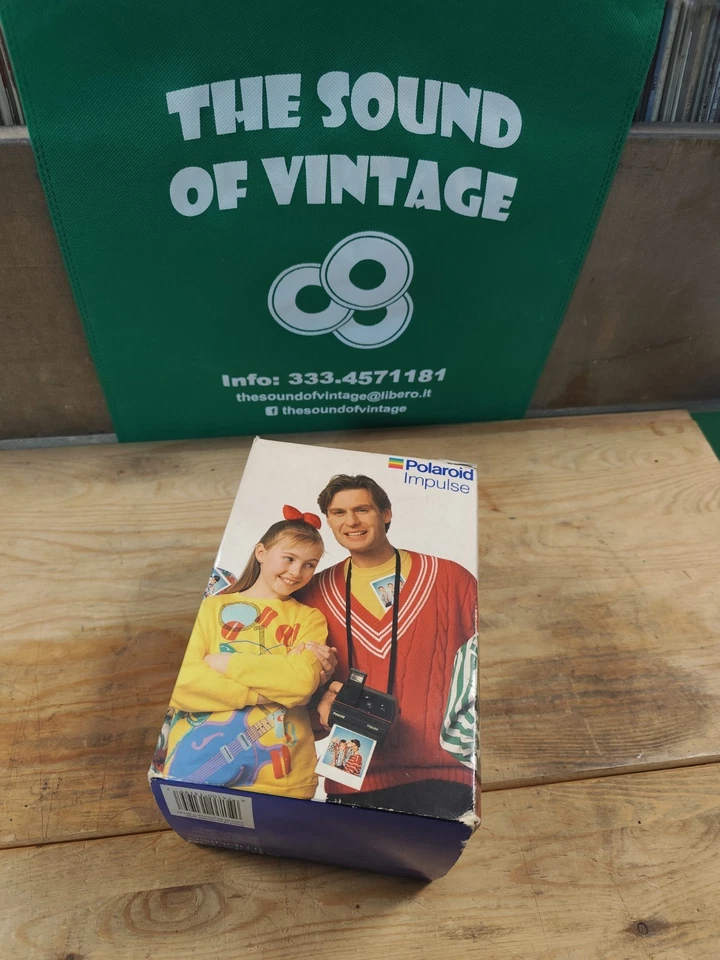 THE SOUND
OF VINTAGE
Info: 333.4571181
thesoundofvintage@libero.it
thesoundofvintage
Polaroid
Impulse